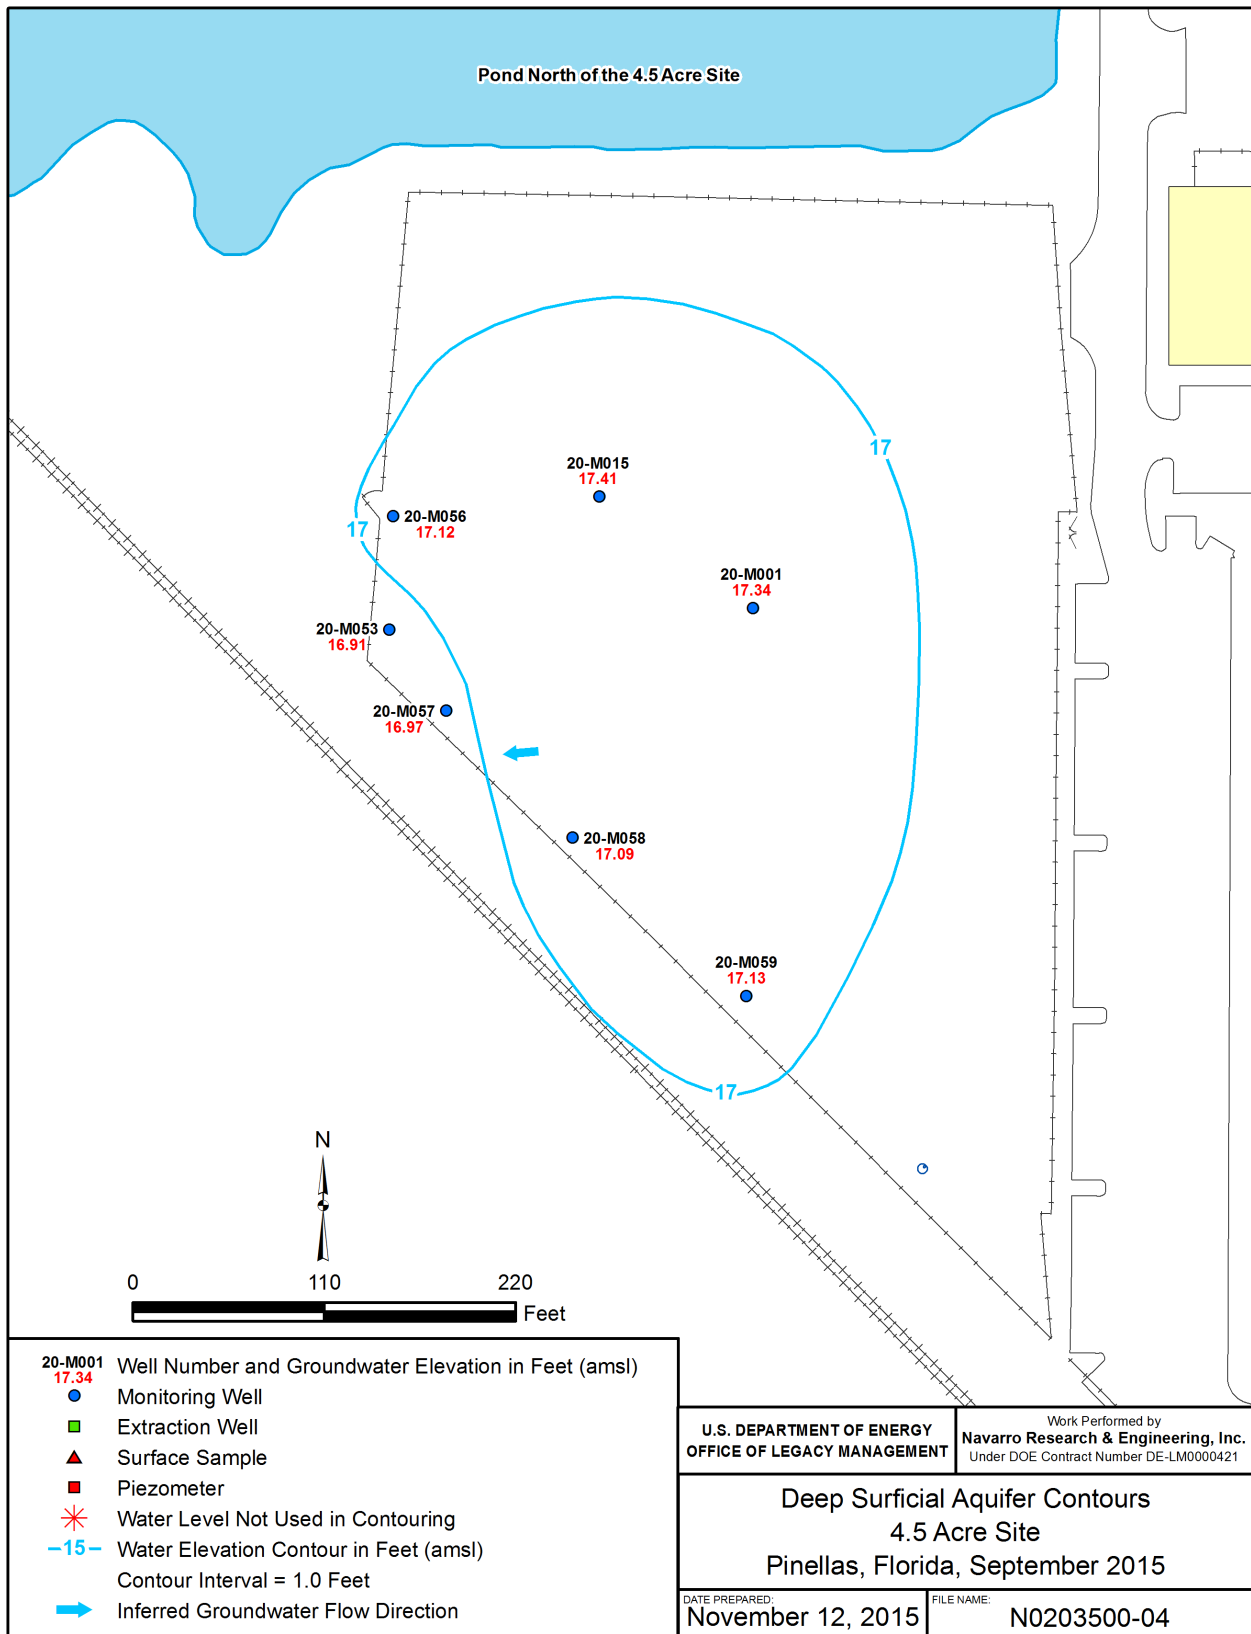 Pond North of the 4.5 Acre Site
17
20-M015
17.41
20-M056
17.12
17
20-M001
17.34
20-M053
16.91
20-M057
16.97
20-M058
17.09
20-M059
17.13
17
N
0 110 220
Feet
20-M001
17.34
Well Number and Groundwater Elevation in Feet (amsl)
Monitoring Well
Extraction Well
Surface Sample
Piezometer
Water Level Not Used in Contouring
15
Water Elevation Contour in Feet (amsl)
Contour Interval = 1.0 Feet
Inferred Groundwater Flow Direction
U.S. DEPARTMENT OF ENERGY
OFFICE OF LEGACY MANAGEMENT
Work Performed by
Navarro Research & Engineering, Inc.
Under DOE Contract Number DE-LM0000421
Deep Surficial Aquifer Contours
4.5 Acre Site
Pinellas, Florida, September 2015
DATE PREPARED:
November 12, 2015
FILE NAME:
N0203500-04